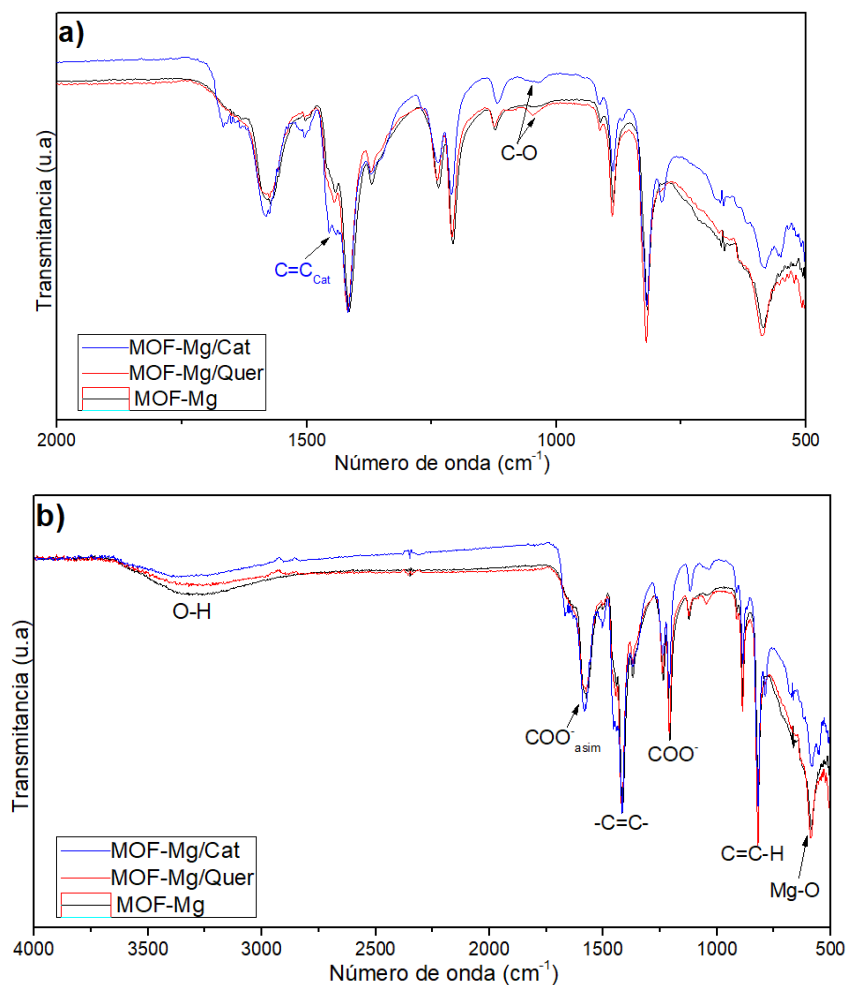 a)
Transmitancia (u.a)
C-O
C=C_Cat
MOF-Mg/Cat
MOF-Mg/Quer
MOF-Mg
2000 1500 1000 500
Número de onda (cm⁻¹)
b)
Transmitancia (u.a)
O-H
COO⁻asim
COO⁻
-C=C-
C=C-H
Mg-O
MOF-Mg/Cat
MOF-Mg/Quer
MOF-Mg
4000 3500 3000 2500 2000 1500 1000 500
Número de onda (cm⁻¹)